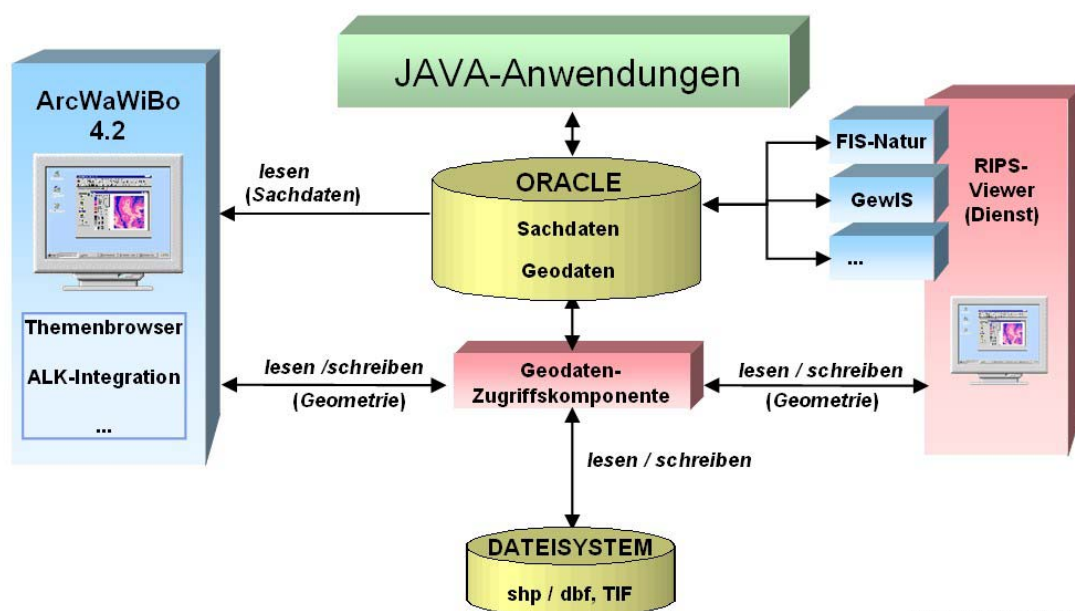 JAVA-Anwendungen
ArcWaWiBo
4.2
lesen
(Sachdaten)
ORACLE
Sachdaten
Geodaten
FIS-Natur
GewIS
...
RIPS-
Viewer
(Dienst)
Themenbrowser
ALK-Integration
...
lesen /schreiben
(Geometrie)
Geodaten-
Zugriffskomponente
lesen / schreiben
(Geometrie)
lesen / schreiben
DATEISYSTEM
shp / dbf, TIF